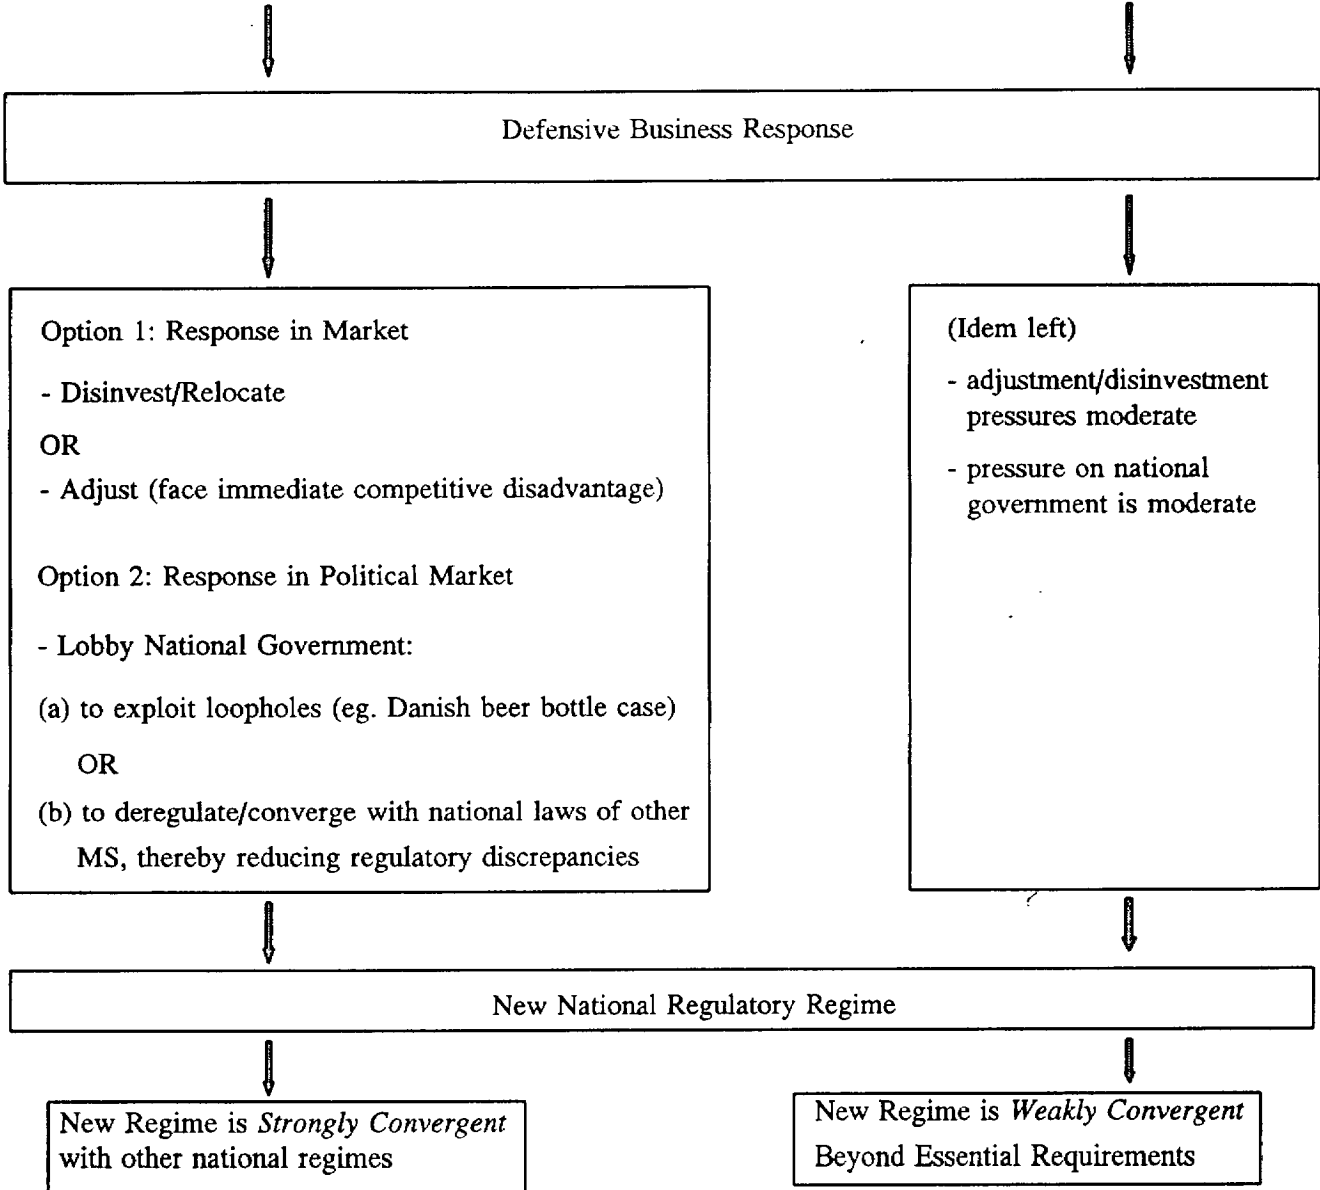 Defensive Business Response
Option 1: Response in Market
- Disinvest/Relocate
OR
- Adjust (face immediate competitive disadvantage)
Option 2: Response in Political Market
- Lobby National Government:
(a) to exploit loopholes (eg. Danish beer bottle case)
OR
(b) to deregulate/converge with national laws of other
MS, thereby reducing regulatory discrepancies
(Idem left)
- adjustment/disinvestment
pressures moderate
- pressure on national
government is moderate
New National Regulatory Regime
New Regime is Strongly Convergent
with other national regimes
New Regime is Weakly Convergent
Beyond Essential Requirements